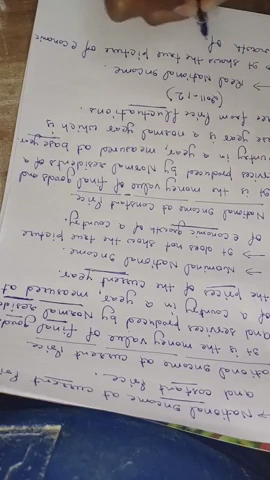 → National Income at current Pri
and constant Price.
ational Income at current Price
It is the money value of final goods
and services produced by Normal Reside
of a country in a year, measured at
the prices of the current year.
→ Nominal National Income.
→ It does not show the true picture
of economic growth of a country.
National Income at constant Price
It is the money value of final goods and
services produced by Normal residents of a
untry in a year, measured at base year
ase year is a normal year which is
ree from price fluctuations.
(2011-12)
→ Real National Income.
It shows the true picture of economic
growth of